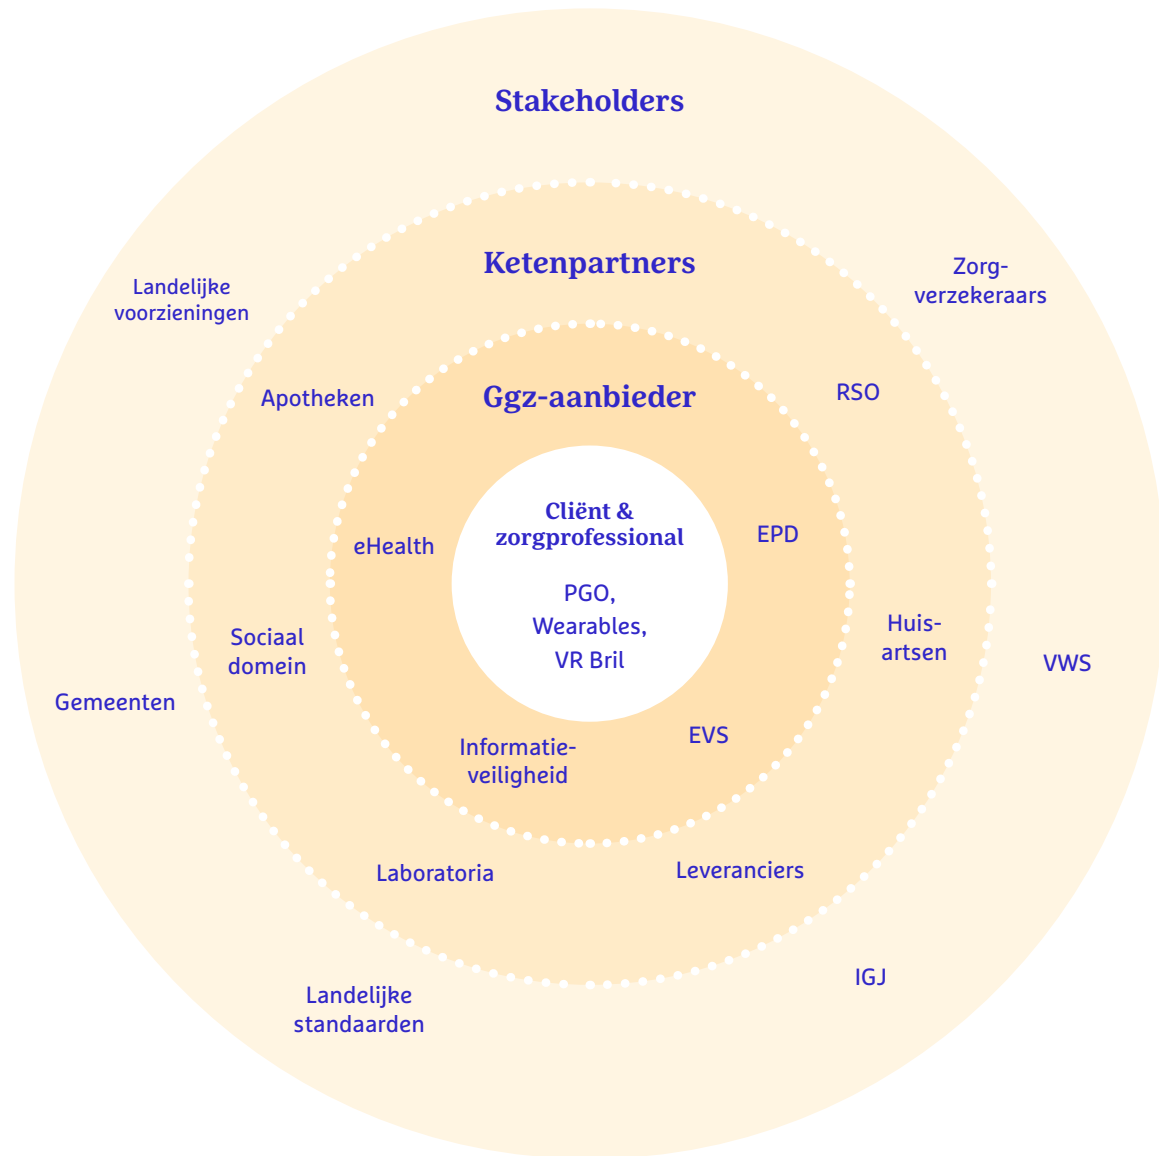 Stakeholders
Ketenpartners
Zorg-
verzekeraars
Landelijke
voorzieningen
Ggz-aanbieder
RSO
Apotheken
Cliënt &
zorgprofessional
EPD
eHealth
PGO,
Wearables,
VR Bril
Huis-
artsen
Sociaal
domein
VWS
Gemeenten
EVS
Informatie-
veiligheid
Leveranciers
Laboratoria
IGJ
Landelijke
standaarden